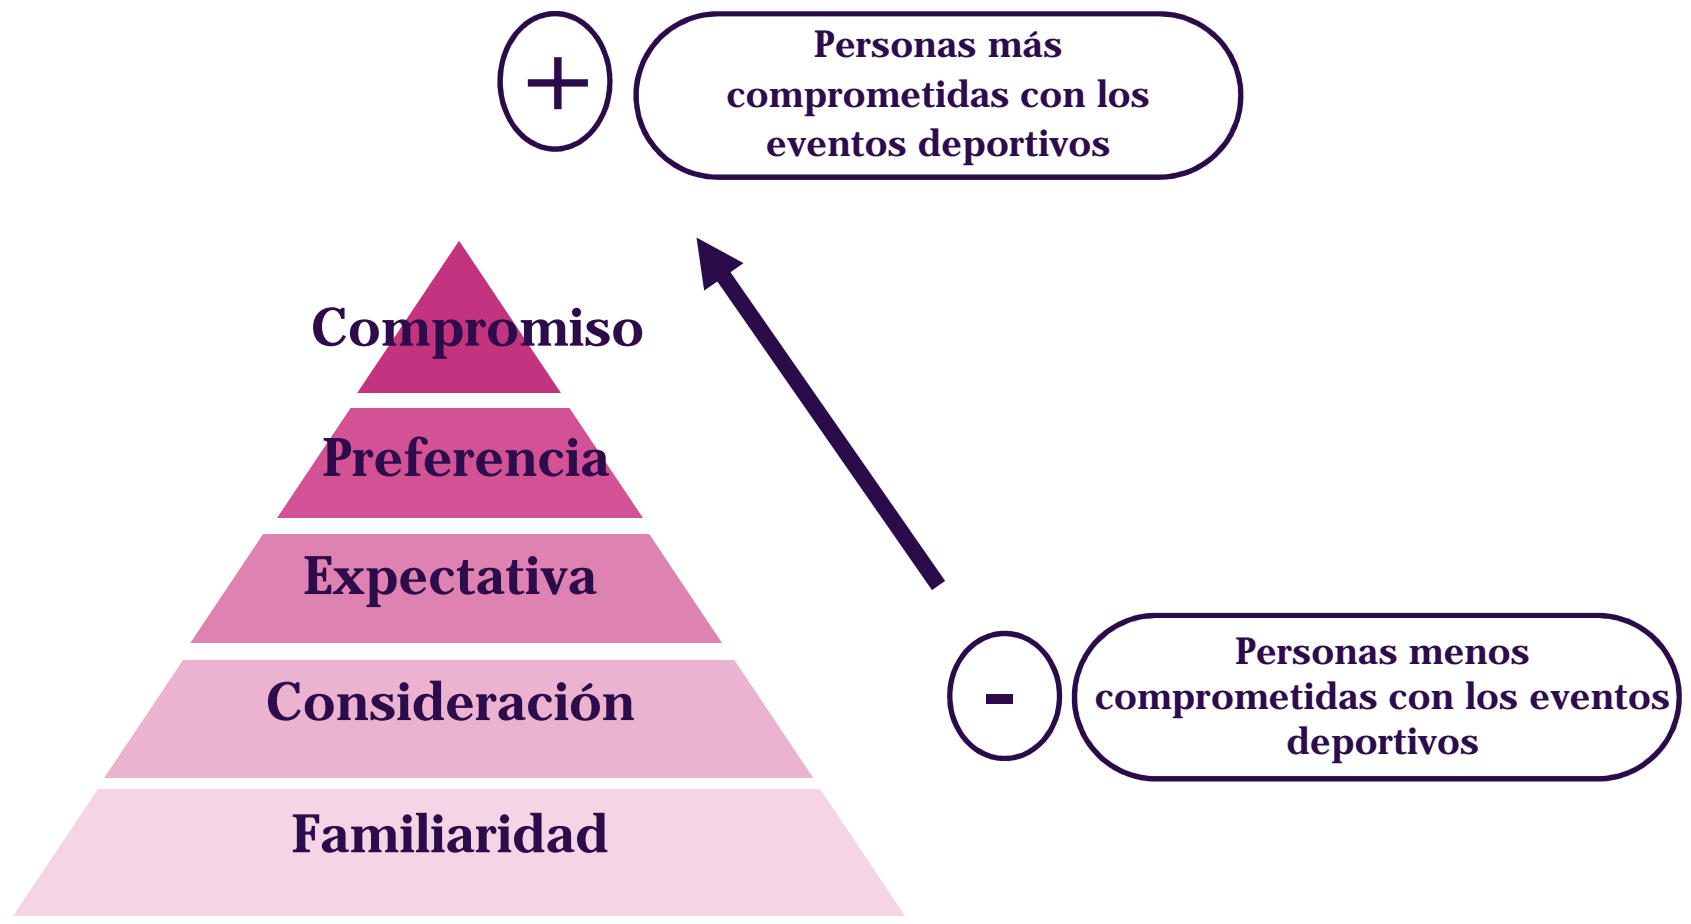 +
Personas más
comprometidas con los
eventos deportivos
Compromiso
Preferencia
Expectativa
Consideración
Familiaridad
-
Personas menos
comprometidas con los eventos
deportivos